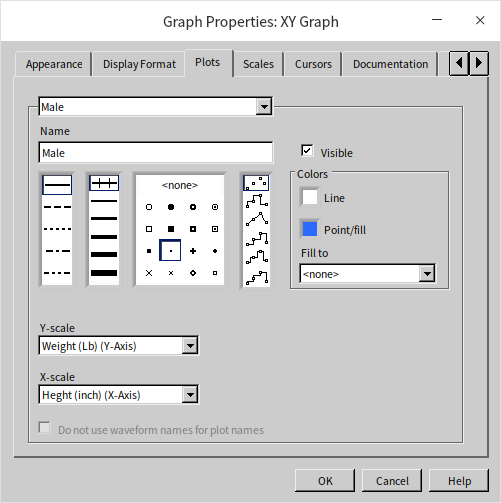 Graph Properties: XY Graph
Appearance
Display Format
Plots
Scales
Cursors
Documentation
Male
Name
Male
Visible
<none>
Colors
Line
Point/fill
Fill to
<none>
Y-scale
Weight (Lb) (Y-Axis)
X-scale
Heght (inch) (X-Axis)
Do not use waveform names for plot names
OK
Cancel
Help